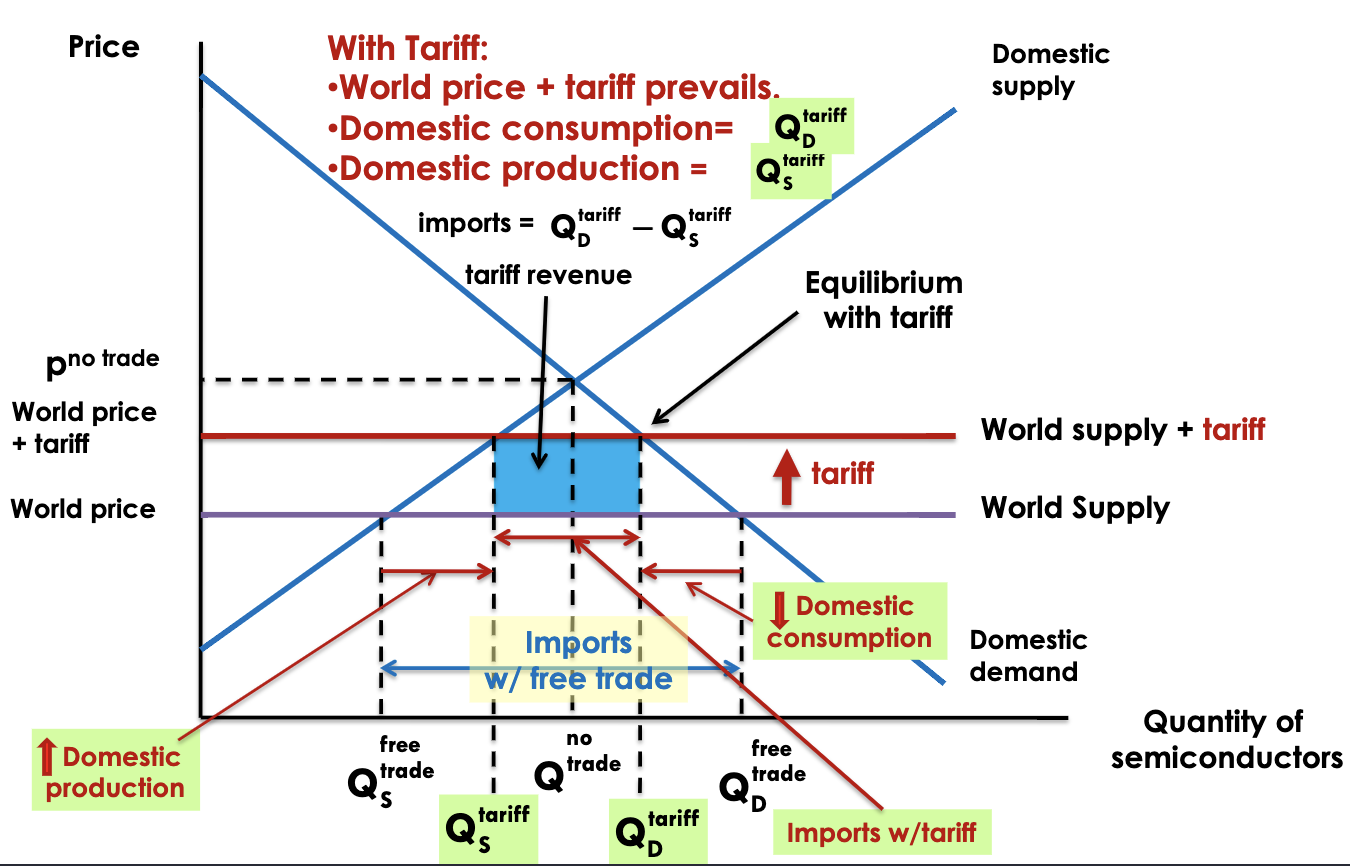 Price
With Tariff:
•World price + tariff prevails.
•Domestic consumption= Q_D^tariff
•Domestic production = Q_S^tariff
imports = Q_D^tariff – Q_S^tariff
tariff revenue
Domestic
supply
Equilibrium
with tariff
p^no trade
World price
+ tariff
World supply + tariff
tariff
World price
World Supply
Domestic
consumption
Imports
w/ free trade
Domestic
demand
Domestic
production
Quantity of
semiconductors
Q_S^free trade
Q^no trade
Q_D^free trade
Q_S^tariff
Q_D^tariff
Imports w/tariff